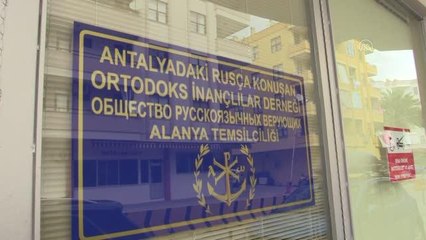 ANTALYADAKİ RUSÇA KONUŞAN
ORTODOKS İNANÇLILAR DERNEĞİ
ОБЩЕСТВО РУССКОЯЗЫЧНЫХ ВЕРУЮЩИХ
ALANYA TEMSİLCİLİĞİ